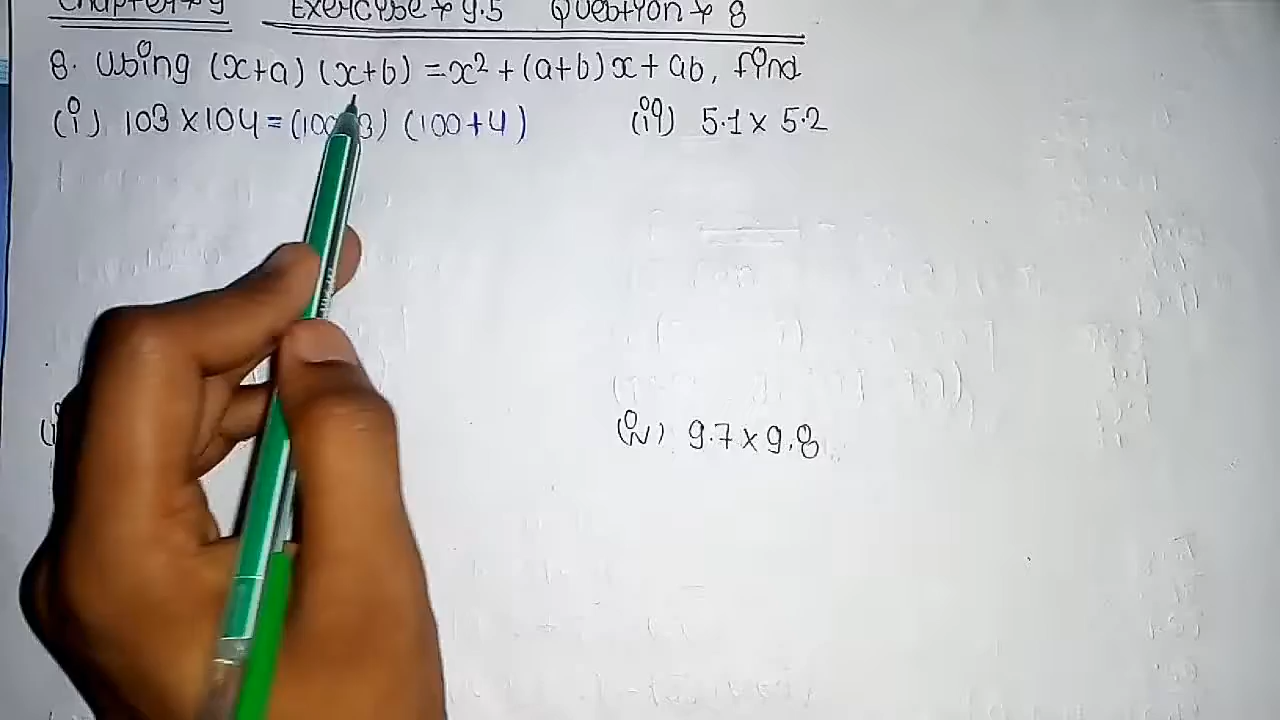 Chapter → 9 Exercise → 9.5 Question → 8
8. Using (x+a) (x+b) = x² + (a+b)x + ab, find
(i) 103 x 104 = (100+3) (100+4) (ii) 5.1 x 5.2
(iv) 9.7 x 9.8